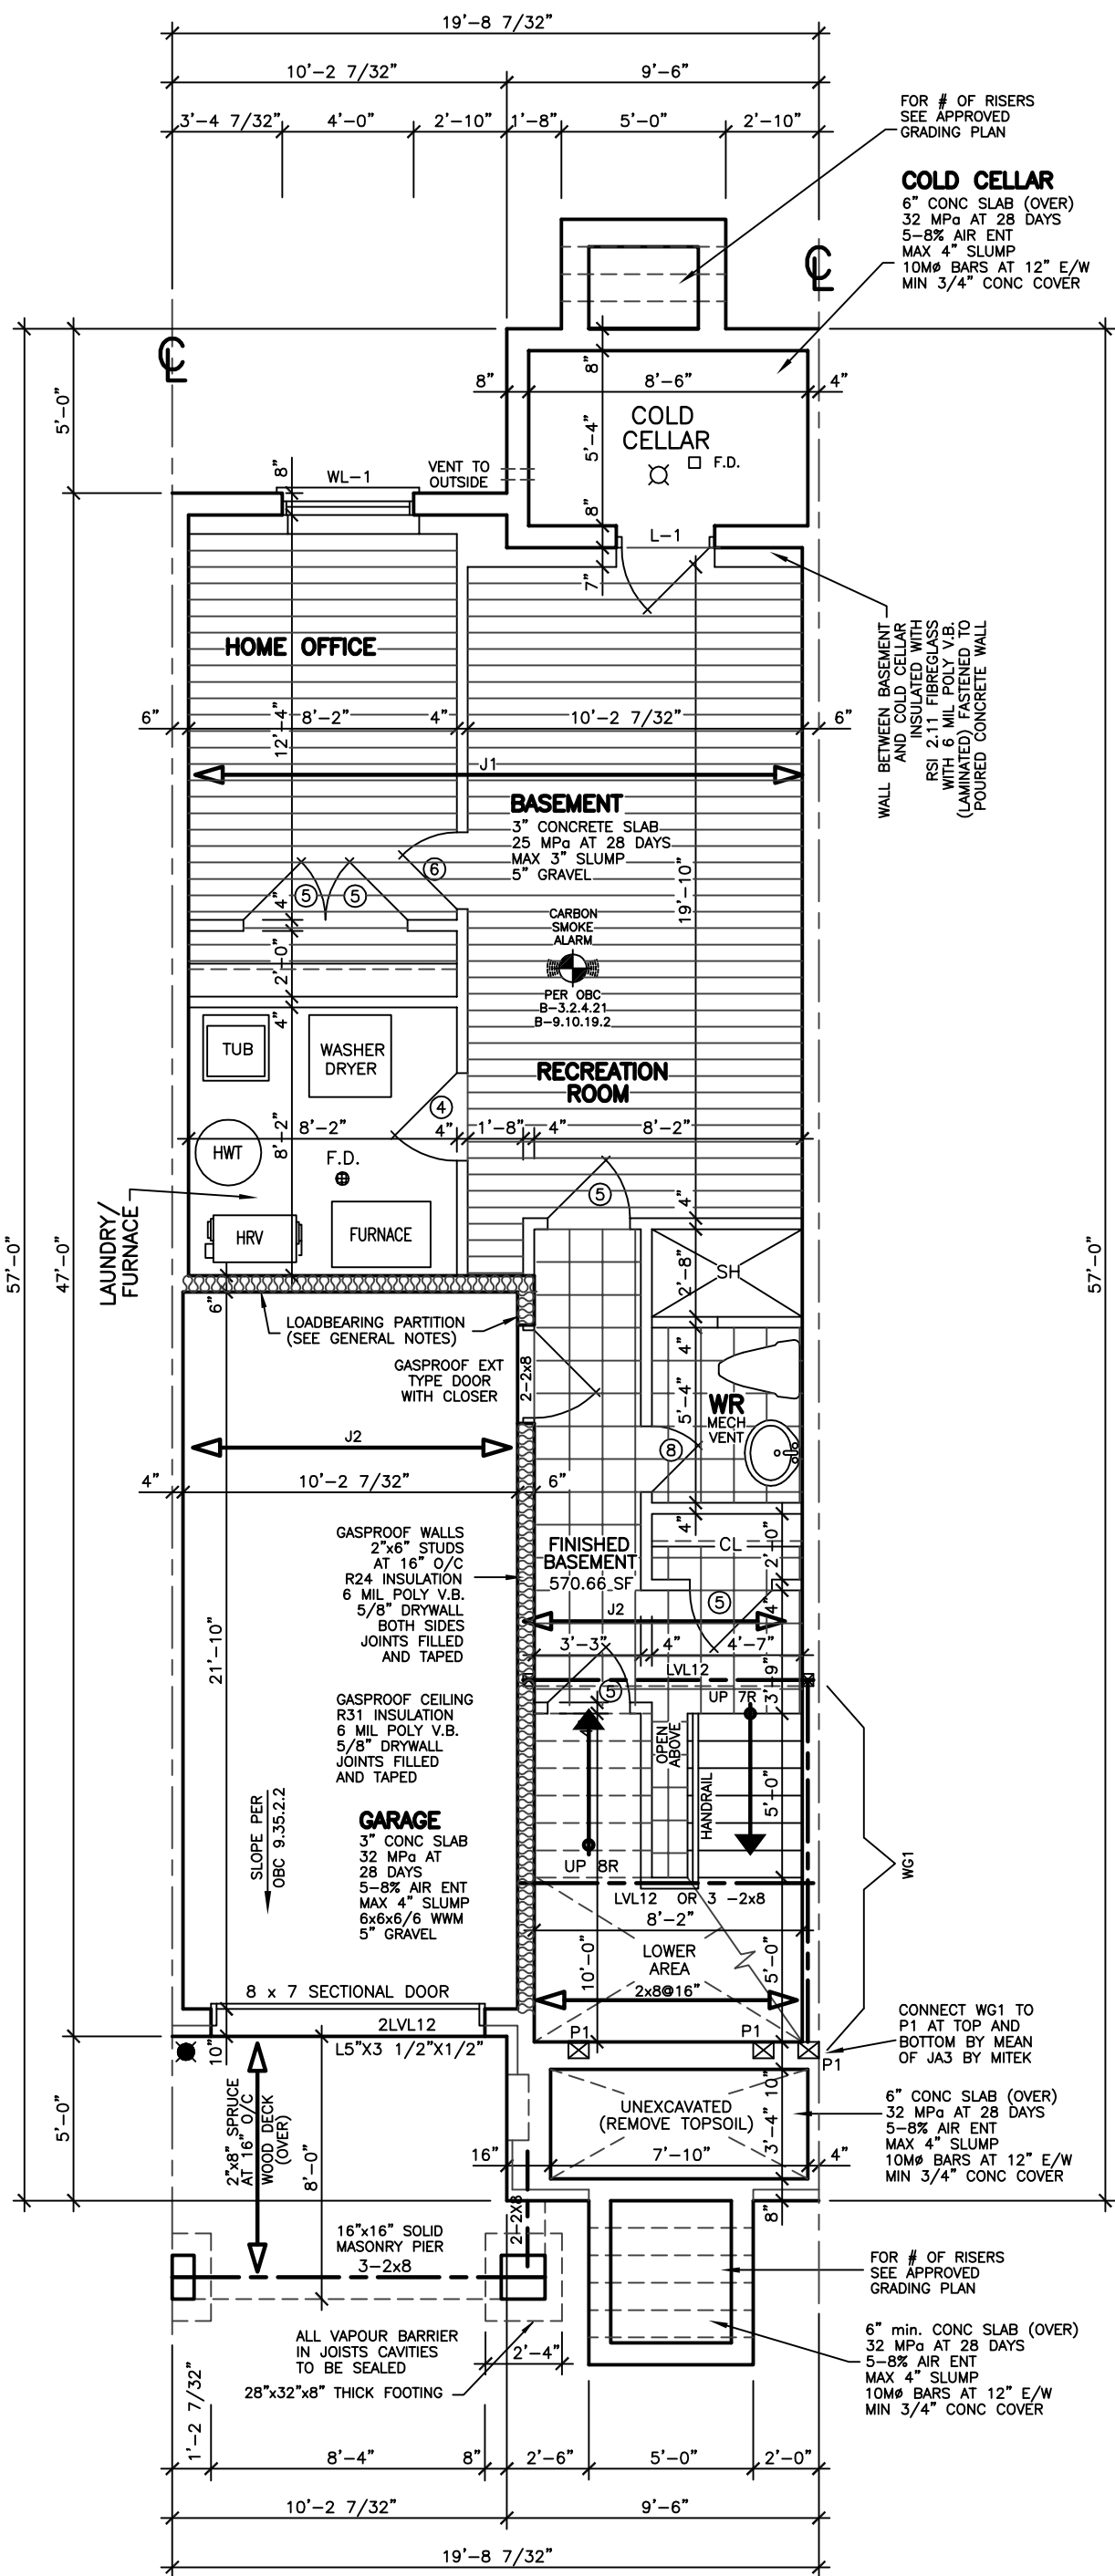 19'-8 7/32"
10'-2 7/32"
9'-6"
3'-4 7/32"
4'-0"
2'-10"
1'-8"
5'-0"
2'-10"
FOR # OF RISERS
SEE APPROVED
GRADING PLAN
COLD CELLAR
6" CONC SLAB (OVER)
32 MPa AT 28 DAYS
5-8% AIR ENT
MAX 4" SLUMP
10MØ BARS AT 12" E/W
MIN 3/4" CONC COVER
CL
CL
5'-0"
8"
8"
8'-6"
4"
COLD
CELLAR
5'-4"
F.D.
8"
WL-1
VENT TO
OUTSIDE
8"
L-1
7"
WALL BETWEEN BASEMENT
AND COLD CELLAR
INSULATED WITH
RSI 2.11 FIBREGLASS
WITH 6 MIL POLY V.B.
(LAMINATED) FASTENED TO
POURED CONCRETE WALL
HOME OFFICE
6"
8'-2"
4"
10'-2 7/32"
6"
12'-4"
J1
BASEMENT
3" CONCRETE SLAB
25 MPa AT 28 DAYS
MAX 3" SLUMP
5" GRAVEL
6
5
5
4"
19'-10"
CARBON
SMOKE
ALARM
2'-0"
PER OBC
B-3.2.4.21
B-9.10.19.2
4"
TUB
WASHER
DRYER
RECREATION
ROOM
4
8'-2"
4"
1'-8"
4"
8'-2"
HWT
8'-2"
F.D.
5
4"
LAUNDRY/
FURNACE
HRV
FURNACE
SH
2'-8"
57'-0"
47'-0"
57'-0"
6"
LOADBEARING PARTITION
(SEE GENERAL NOTES)
GASPROOF EXT
TYPE DOOR
WITH CLOSER
2-2x8
4"
5'-4"
WR
MECH
VENT
8
J2
4"
10'-2 7/32"
6"
4"
GASPROOF WALLS
2"x6" STUDS
AT 16" O/C
R24 INSULATION
6 MIL POLY V.B.
5/8" DRYWALL
BOTH SIDES
JOINTS FILLED
AND TAPED
FINISHED
BASEMENT
570.66 SF
CL
2'-0"
5
4"
J2
3'-3"
4"
4'-7"
LVL12
3'-9"
21'-10"
GASPROOF CEILING
R31 INSULATION
6 MIL POLY V.B.
5/8" DRYWALL
JOINTS FILLED
AND TAPED
5
UP 7R
OPEN
ABOVE
HANDRAIL
5'-0"
WG1
SLOPE PER
OBC 9.35.2.2
GARAGE
3" CONC SLAB
32 MPa AT
28 DAYS
5-8% AIR ENT
MAX 4" SLUMP
6x6x6/6 WWM
5" GRAVEL
UP 8R
LVL12 OR 3 -2x8
8'-2"
10'-0"
LOWER
AREA
5'-0"
2x8@16"
8 x 7 SECTIONAL DOOR
2LVL12
L5"X3 1/2"X1/2"
10"
P1
P1
P1
CONNECT WG1 TO
P1 AT TOP AND
BOTTOM BY MEAN
OF JA3 BY MITEK
5'-0"
2"x8" SPRUCE
AT 16" O/C
WOOD DECK
(OVER)
8'-0"
10"
UNEXCAVATED
(REMOVE TOPSOIL)
3'-4"
16"
7'-10"
4"
6" CONC SLAB (OVER)
32 MPa AT 28 DAYS
5-8% AIR ENT
MAX 4" SLUMP
10MØ BARS AT 12" E/W
MIN 3/4" CONC COVER
8"
2-2X8
16"x16" SOLID
MASONRY PIER
3-2x8
FOR # OF RISERS
SEE APPROVED
GRADING PLAN
ALL VAPOUR BARRIER
IN JOISTS CAVITIES
TO BE SEALED
2'-4"
28"x32"x8" THICK FOOTING
6" min. CONC SLAB (OVER)
32 MPa AT 28 DAYS
5-8% AIR ENT
MAX 4" SLUMP
10MØ BARS AT 12" E/W
MIN 3/4" CONC COVER
1'-2 7/32"
8'-4"
8"
2'-6"
5'-0"
2'-0"
10'-2 7/32"
9'-6"
19'-8 7/32"